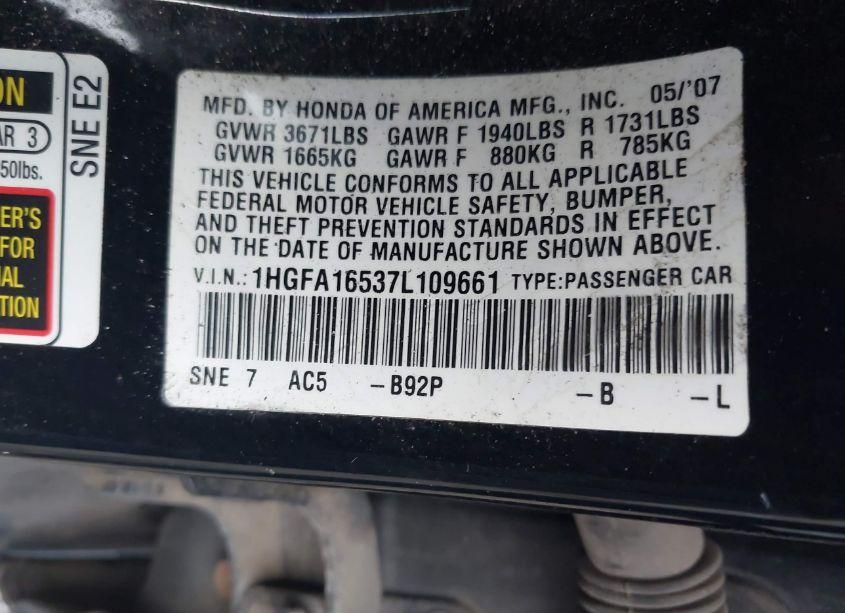 ON
AR 3
50lbs.
ER'S
FOR
IAL
TION
SNE E2
MFD. BY HONDA OF AMERICA MFG., INC. 05/'07
GVWR 3671LBS GAWR F 1940LBS R 1731LBS
GVWR 1665KG GAWR F 880KG R 785KG
THIS VEHICLE CONFORMS TO ALL APPLICABLE
FEDERAL MOTOR VEHICLE SAFETY, BUMPER,
AND THEFT PREVENTION STANDARDS IN EFFECT
ON THE DATE OF MANUFACTURE SHOWN ABOVE.
V.I.N.: 1HGFA16537L109661 TYPE:PASSENGER CAR
SNE 7 AC5 -B92P -B -L